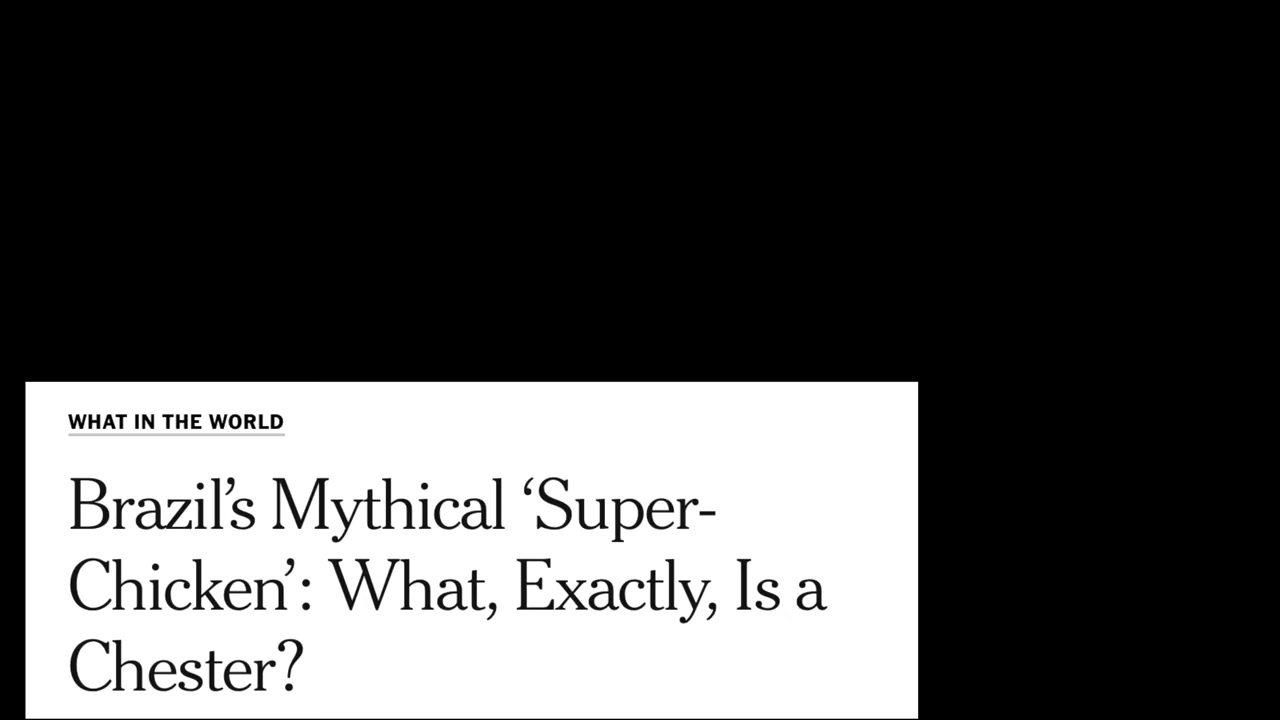 WHAT IN THE WORLD
Brazil’s Mythical ‘Super-
Chicken’: What, Exactly, Is a
Chester?